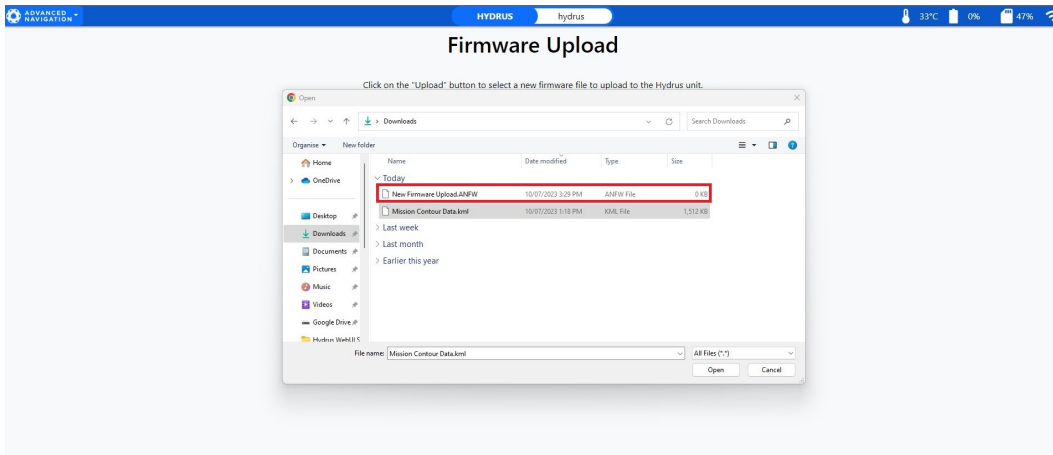 ADVANCED NAVIGATION HYDRUS hydrus 33°C 0% 47%
Firmware Upload
Click on the "Upload" button to select a new firmware file to upload to the Hydrus unit.
Open
Downloads Search Downloads
Organise New folder
Name Date modified Type Size
Home
Today
OneDrive
New Firmware Upload.ANFW 10/07/2023 3:29 PM ANFW File 0 KB
Mission Contour Data.kml 10/07/2023 1:18 PM KML File 1,512 KB
Desktop
Last week
Downloads
Last month
Documents
Earlier this year
Pictures
Music
Videos
Google Drive
Hydrus WebUI S
File name: Mission Contour Data.kml All Files (*.*)
Open Cancel